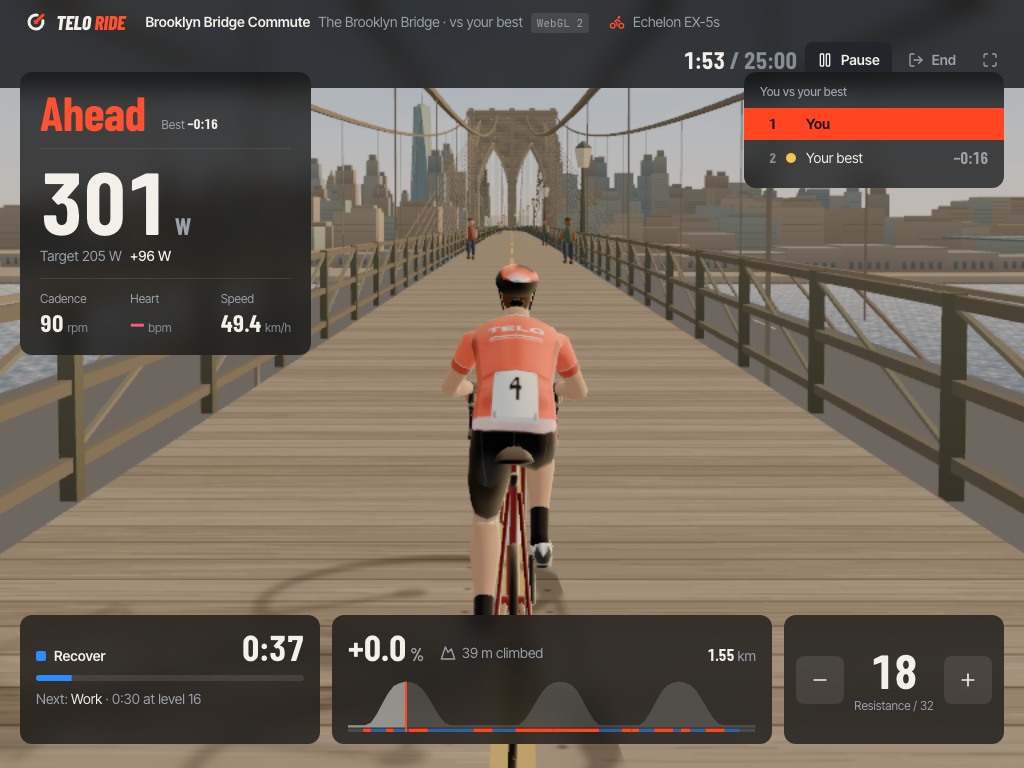 TELO RIDE Brooklyn Bridge Commute The Brooklyn Bridge · vs your best WebGL 2 Echelon EX-5s
1:53 / 25:00 Pause End
Ahead Best −0:16
301 W
Target 205 W +96 W
Cadence Heart Speed
90 rpm – bpm 49.4 km/h
You vs your best
1 You
2 Your best −0:16
TELO
4
Recover 0:37
Next: Work · 0:30 at level 16
+0.0 % 39 m climbed 1.55 km
− 18 +
Resistance / 32